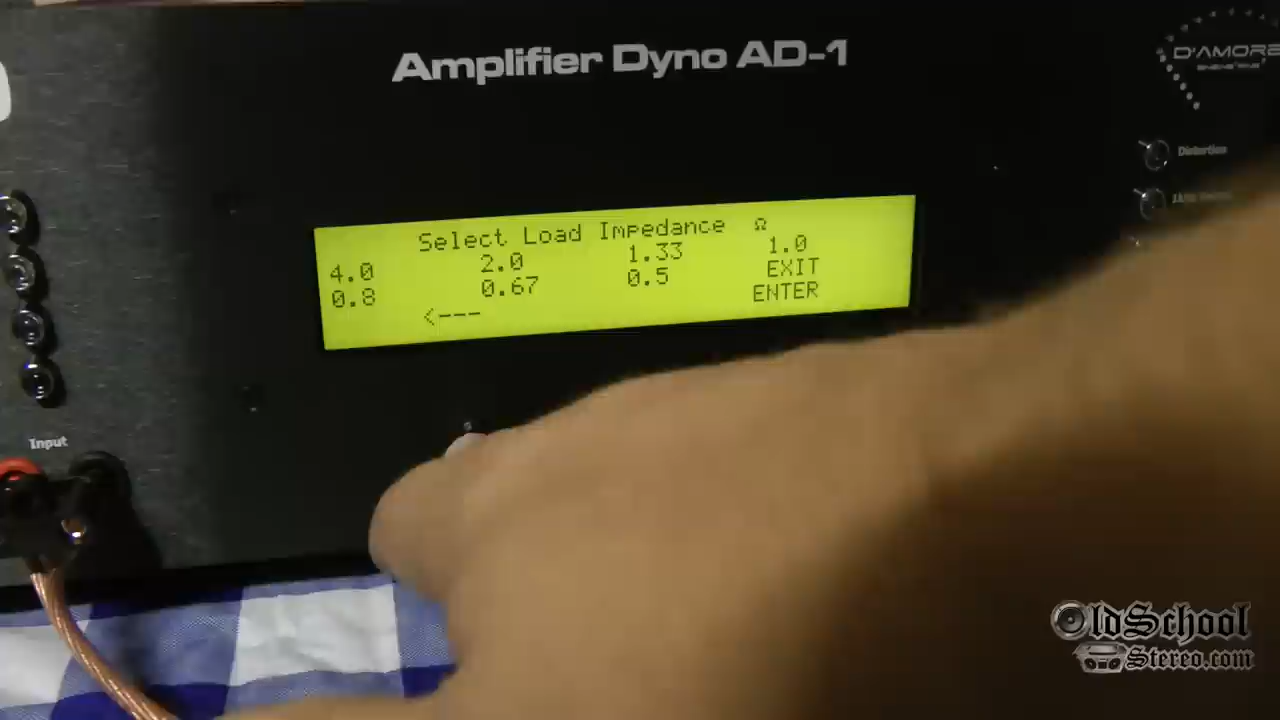 Amplifier Dyno AD-1
D'AMORE
Distortion
Select Load Impedance Ω
4.0 2.0 1.33 1.0
0.8 0.67 0.5 EXIT
<--- ENTER
Input
OldSchool
Stereo.com